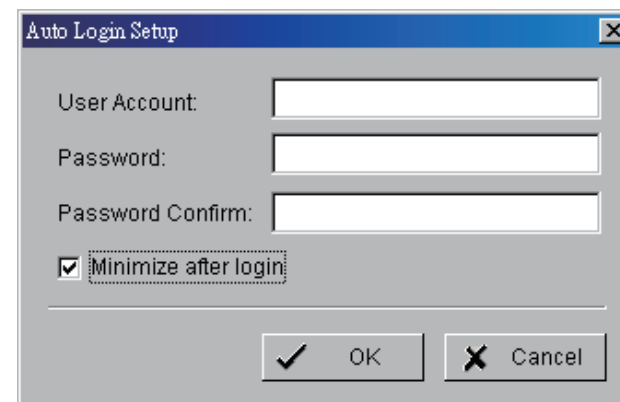 Auto Login Setup
User Account:
Password:
Password Confirm:
Minimize after login
OK
Cancel